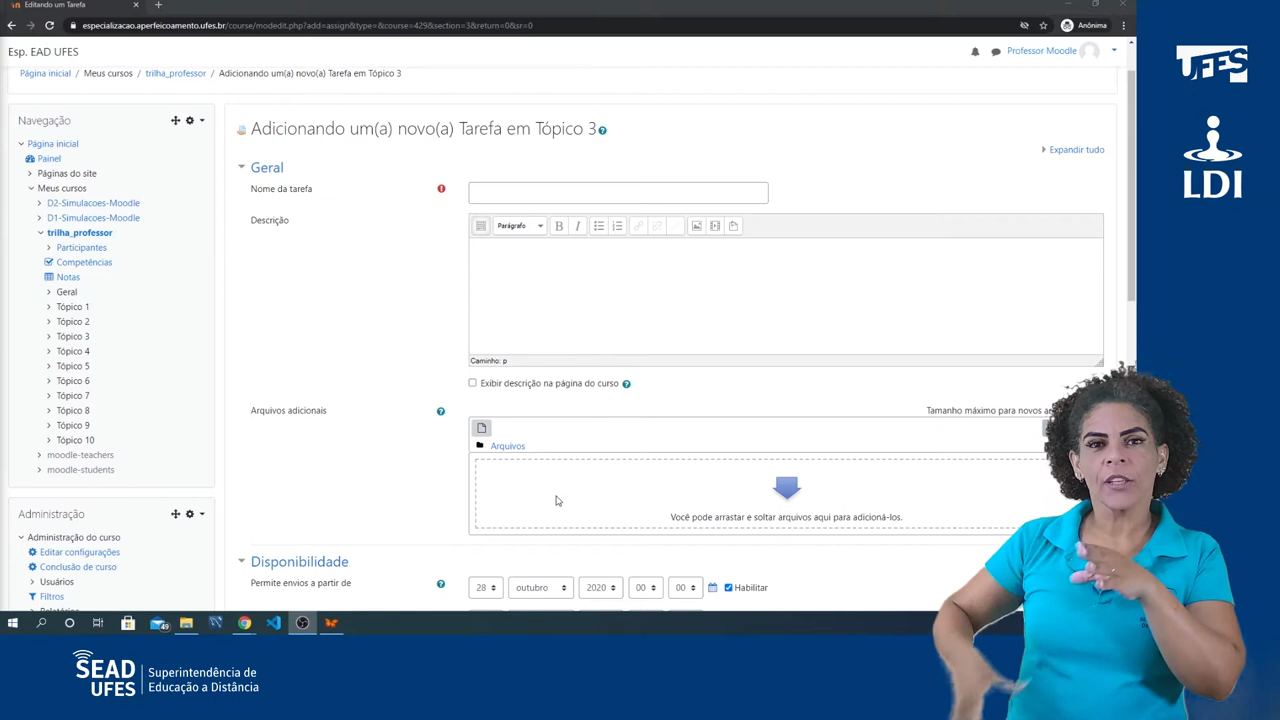 Editando um Tarefa
especializacao.aperfeicoamento.ufes.br/course/modedit.php?add=assign&type=&course=429&section=3&return=0&sr=0
Anônima
Esp. EAD UFES
Professor Moodle
Página inicial / Meus cursos / trilha_professor / Adicionando um(a) novo(a) Tarefa em Tópico 3
UFES
LDI
Navegação
Página inicial
Painel
Páginas do site
Meus cursos
D2-Simulacoes-Moodle
D1-Simulacoes-Moodle
trilha_professor
Participantes
Competências
Notas
Geral
Tópico 1
Tópico 2
Tópico 3
Tópico 4
Tópico 5
Tópico 6
Tópico 7
Tópico 8
Tópico 9
Tópico 10
moodle-teachers
moodle-students
Administração
Administração do curso
Editar configurações
Conclusão de curso
Usuários
Filtros
Relatórios
Adicionando um(a) novo(a) Tarefa em Tópico 3
Expandir tudo
Geral
Nome da tarefa
Descrição
Parágrafo
B I
Caminho: p
Exibir descrição na página do curso
Arquivos adicionais
Tamanho máximo para novos
Arquivos
Você pode arrastar e soltar arquivos aqui para adicioná-los.
Disponibilidade
Permite envios a partir de
28 outubro 2020 00 00 Habilitar
49
SEAD UFES
Superintendência de
Educação a Distância